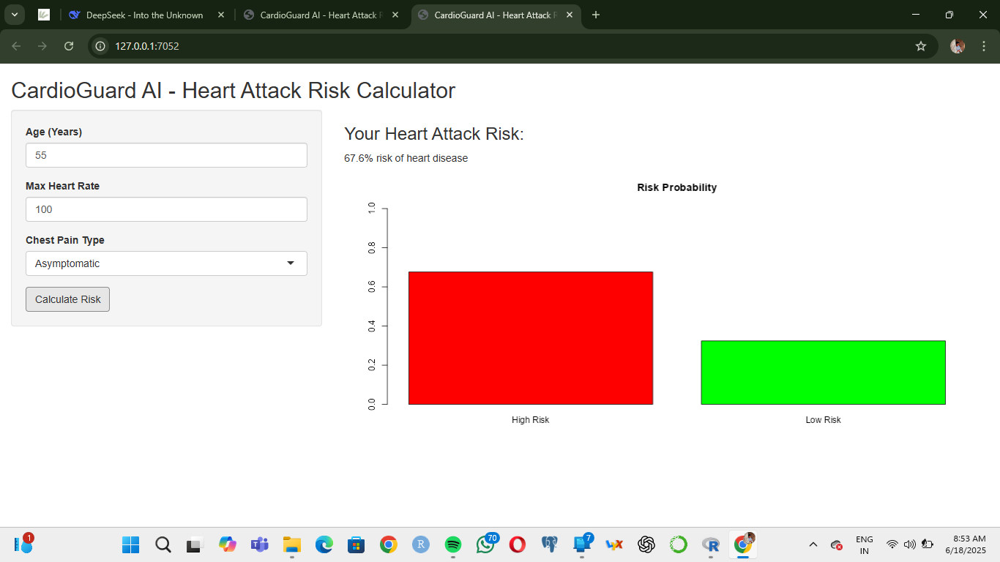 DeepSeek - Into the Unknown
CardioGuard AI - Heart Attack R
CardioGuard AI - Heart Attack R
127.0.0.1:7052
CardioGuard AI - Heart Attack Risk Calculator
Age (Years)
55
Max Heart Rate
100
Chest Pain Type
Asymptomatic
Calculate Risk
Your Heart Attack Risk:
67.6% risk of heart disease
Risk Probability
1.0
0.8
0.6
0.4
0.2
0.0
High Risk
Low Risk
1
R
70
7
R
ENG
IN
8:53 AM
6/18/2025